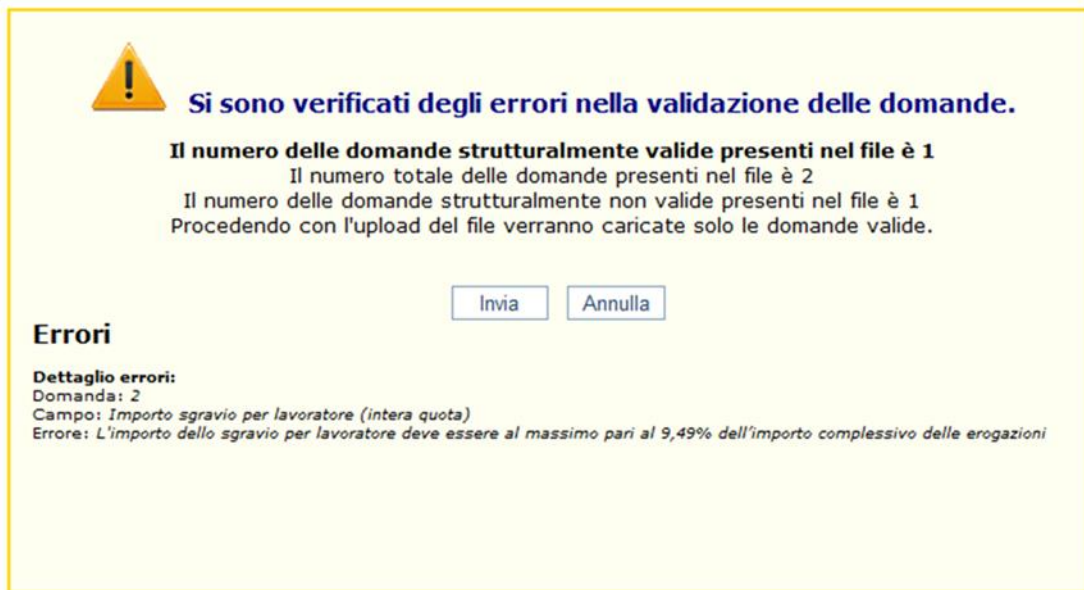 Si sono verificati degli errori nella validazione delle domande.
Il numero delle domande strutturalmente valide presenti nel file è 1
Il numero totale delle domande presenti nel file è 2
Il numero delle domande strutturalmente non valide presenti nel file è 1
Procedendo con l'upload del file verranno caricate solo le domande valide.
Invia Annulla
Errori
Dettaglio errori:
Domanda: 2
Campo: Importo sgravio per lavoratore (intera quota)
Errore: L'importo dello sgravio per lavoratore deve essere al massimo pari al 9,49% dell'importo complessivo delle erogazioni